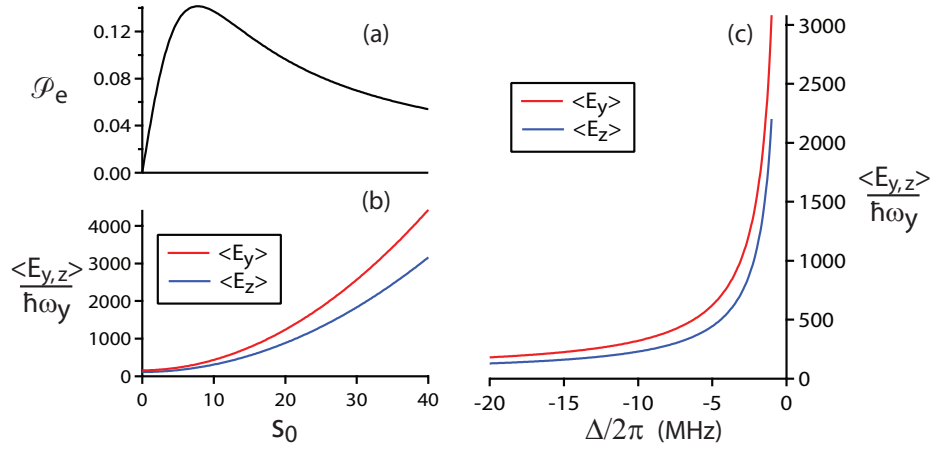 (a)
𝒫e
0.12
0.08
0.04
0.00
(b)
<Ey,z>
ħωy
4000
3000
2000
1000
0
<Ey>
<Ez>
0 10 20 30 40
s0
(c)
<Ey>
<Ez>
3000
2500
2000
1500
1000
500
0
<Ey,z>
ħωy
-20 -15 -10 -5 0
Δ/2π (MHz)